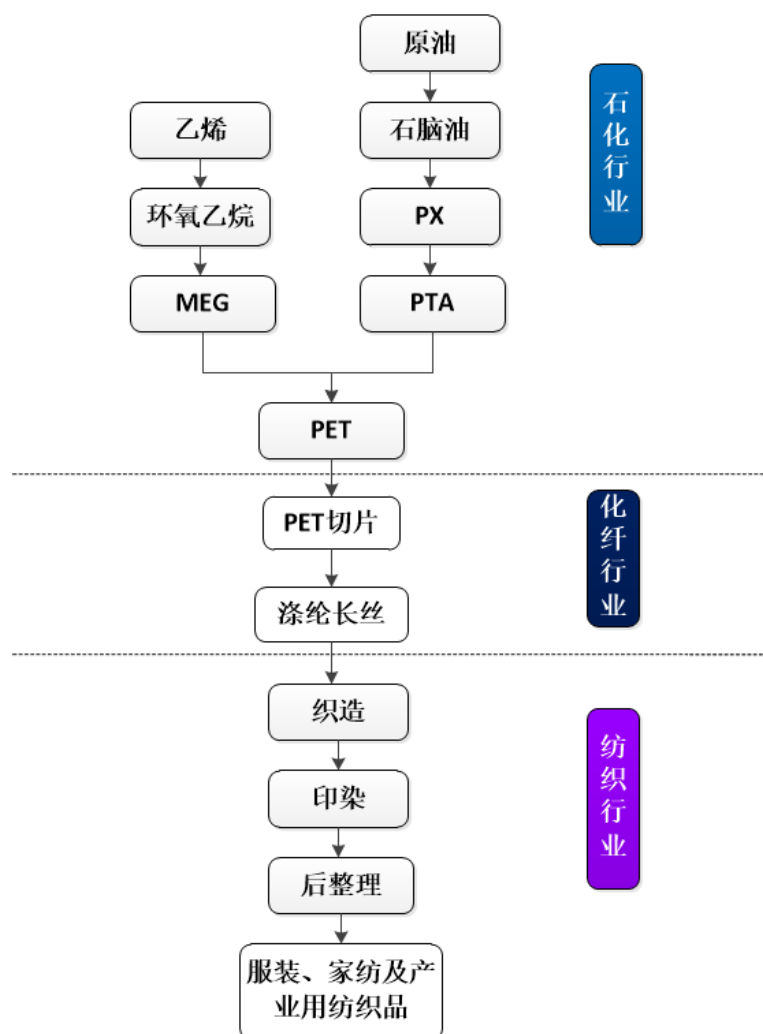 原油
石化行业
乙烯
石脑油
环氧乙烷
PX
MEG
PTA
PET
PET切片
化纤行业
涤纶长丝
织造
纺织行业
印染
后整理
服装、家纺及产
业用纺织品